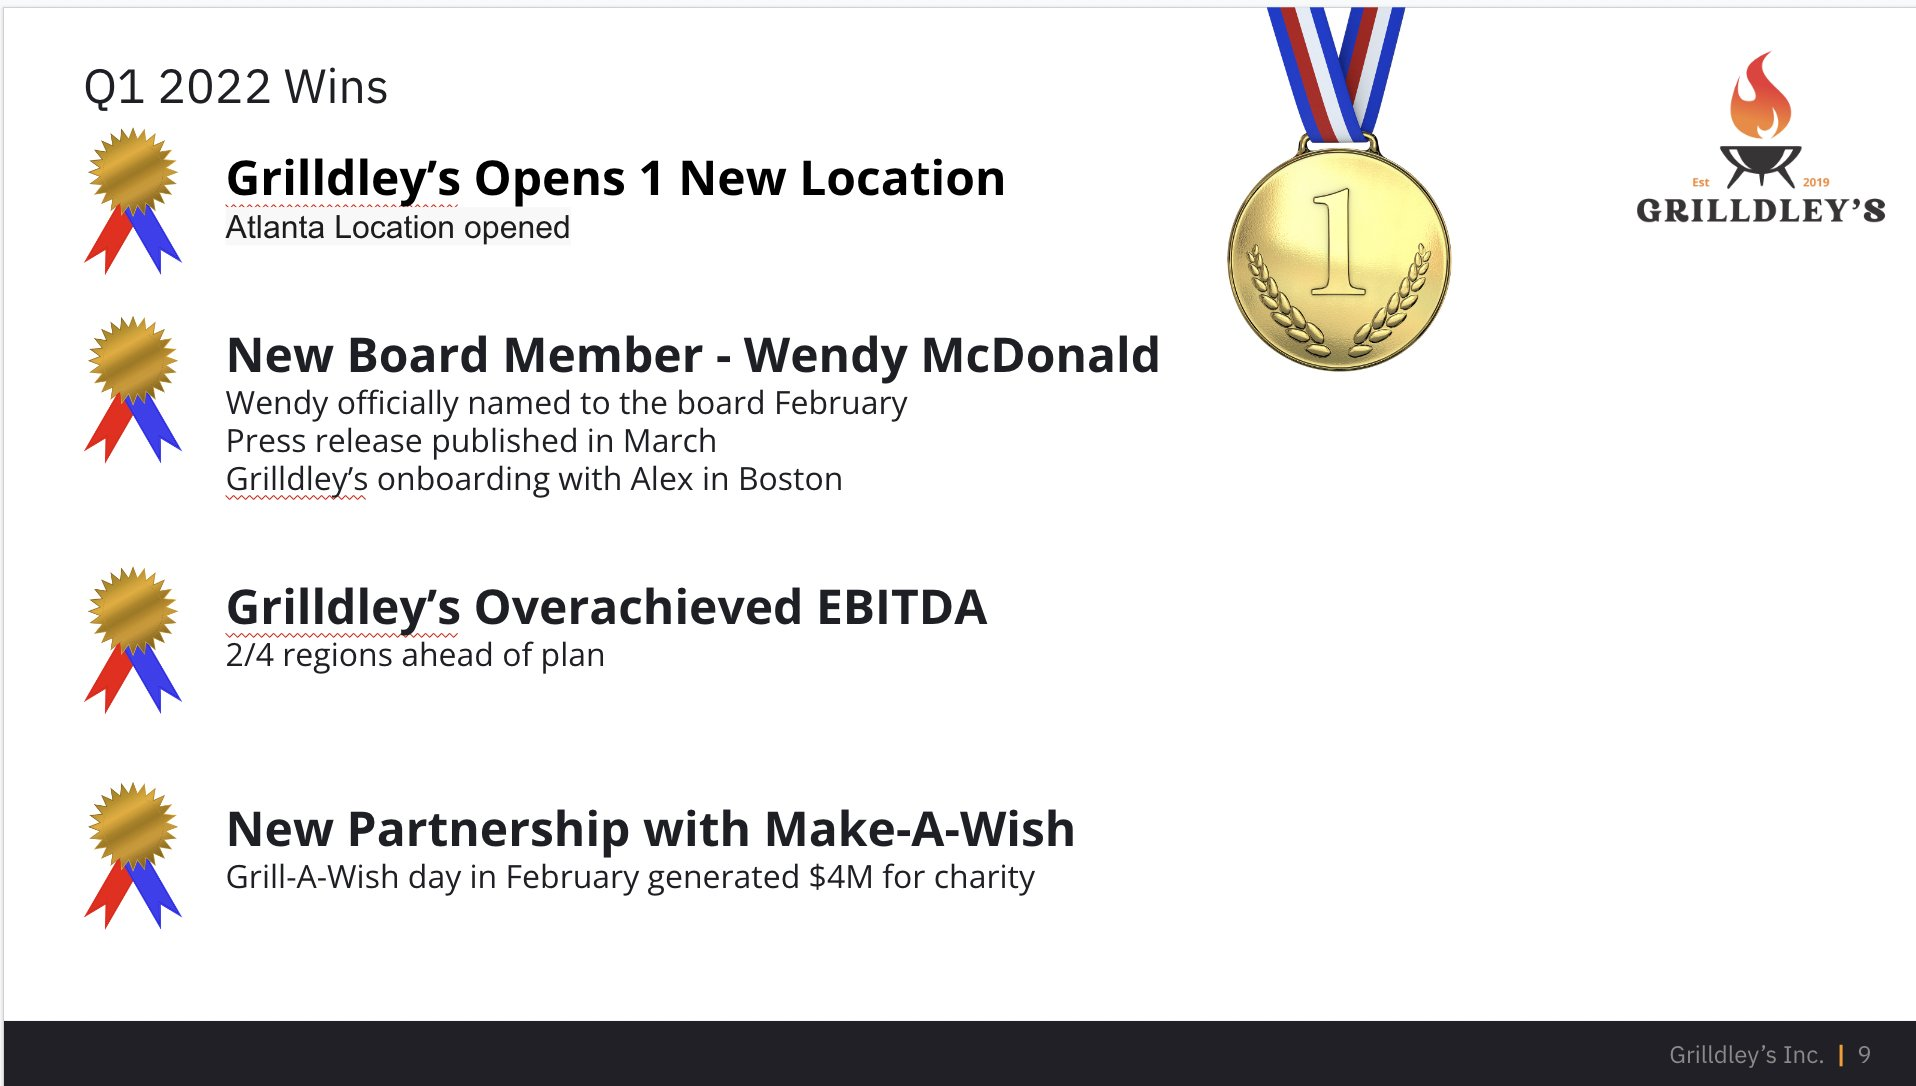 Q1 2022 Wins
Grilldley’s Opens 1 New Location
Atlanta Location opened
1
Est 2019
GRILLDLEY’S
New Board Member - Wendy McDonald
Wendy officially named to the board February
Press release published in March
Grilldley’s onboarding with Alex in Boston
Grilldley’s Overachieved EBITDA
2/4 regions ahead of plan
New Partnership with Make-A-Wish
Grill-A-Wish day in February generated $4M for charity
Grilldley’s Inc. | 9